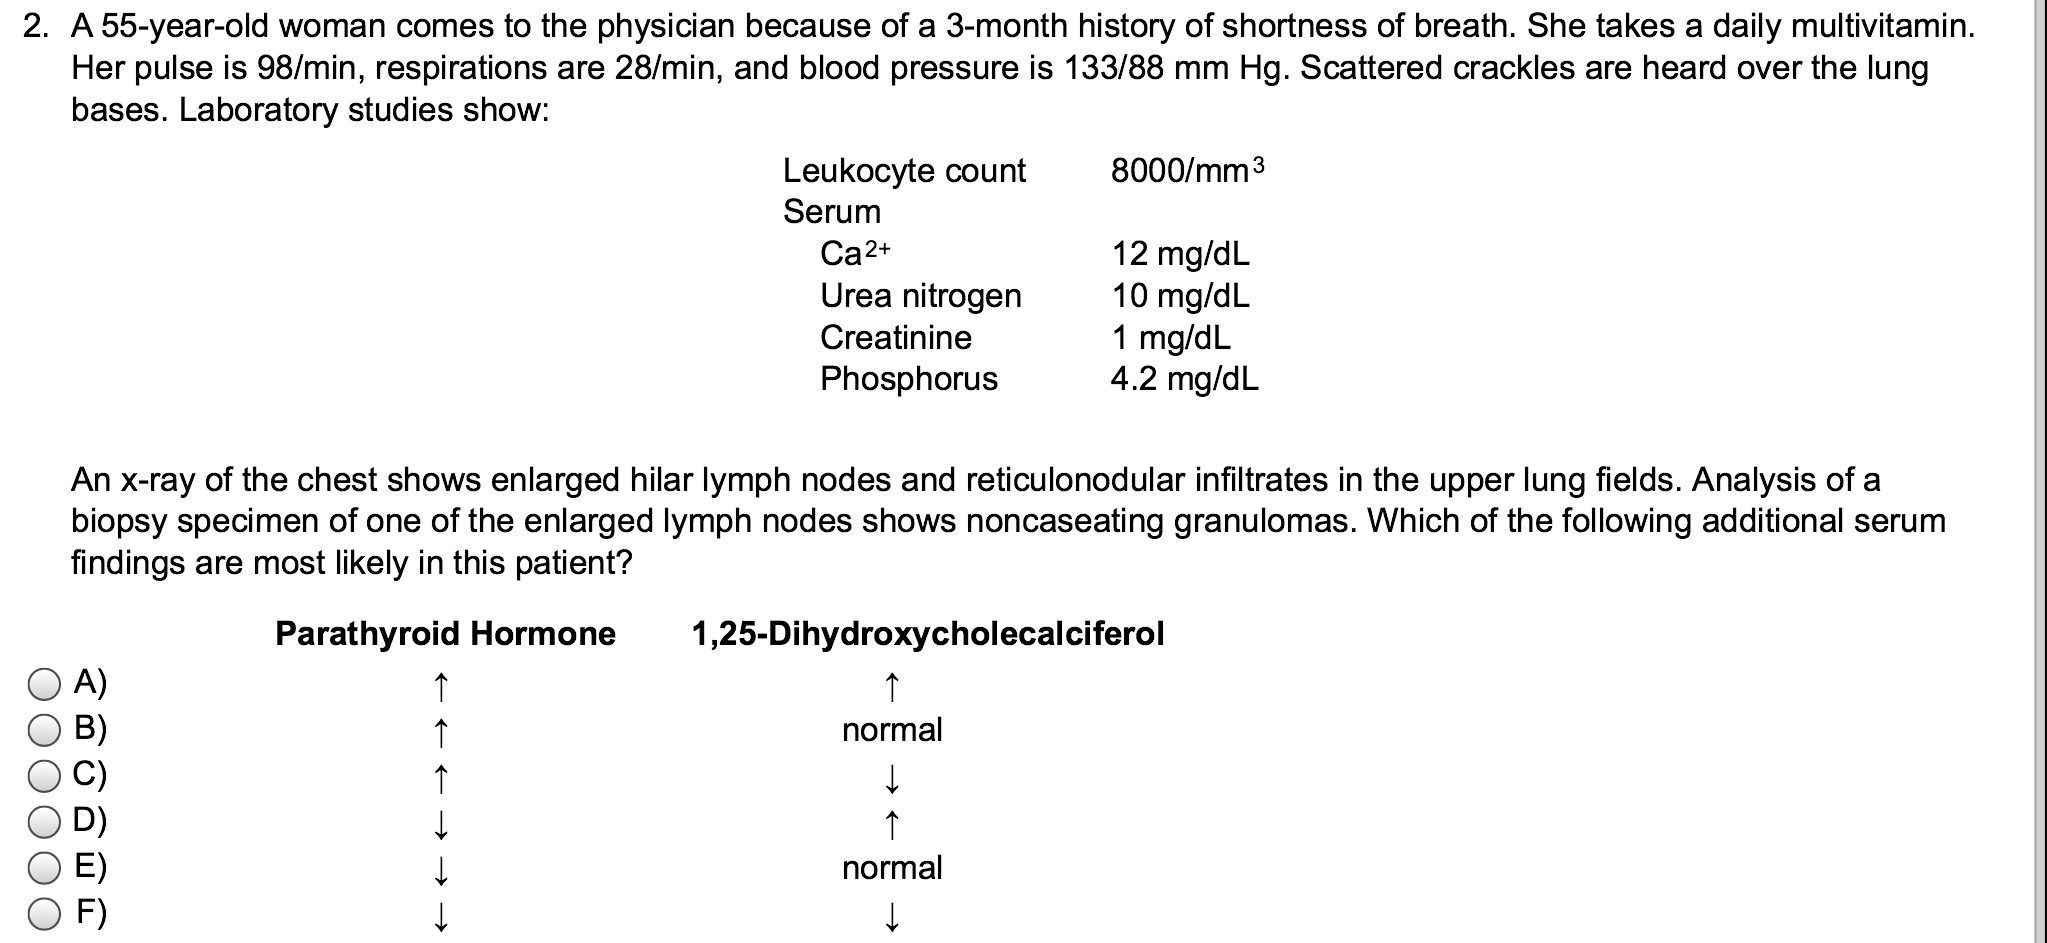 2. A 55-year-old woman comes to the physician because of a 3-month history of shortness of breath. She takes a daily multivitamin.
Her pulse is 98/min, respirations are 28/min, and blood pressure is 133/88 mm Hg. Scattered crackles are heard over the lung
bases. Laboratory studies show:
Leukocyte count 8000/mm³
Serum
Ca²⁺ 12 mg/dL
Urea nitrogen 10 mg/dL
Creatinine 1 mg/dL
Phosphorus 4.2 mg/dL
An x-ray of the chest shows enlarged hilar lymph nodes and reticulonodular infiltrates in the upper lung fields. Analysis of a
biopsy specimen of one of the enlarged lymph nodes shows noncaseating granulomas. Which of the following additional serum
findings are most likely in this patient?
Parathyroid Hormone 1,25-Dihydroxycholecalciferol
A) ↑ ↑
B) ↑ normal
C) ↑ ↓
D) ↓ ↑
E) ↓ normal
F) ↓ ↓